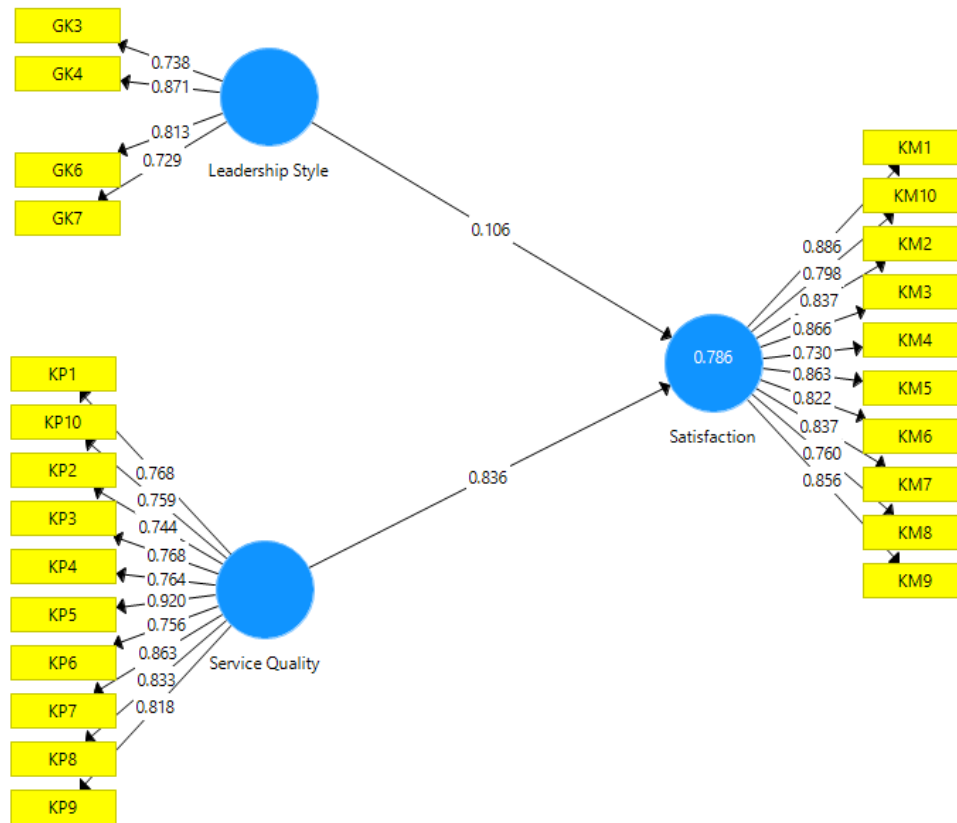 GK3
GK4
GK6
GK7
0.738
0.871
0.813
0.729
Leadership Style
0.106
KP1
KP10
KP2
KP3
KP4
KP5
KP6
KP7
KP8
KP9
0.768
0.759
0.744
0.768
0.764
0.920
0.756
0.863
0.833
0.818
Service Quality
0.836
0.786
Satisfaction
0.886
0.798
0.837
0.866
0.730
0.863
0.822
0.837
0.760
0.856
KM1
KM10
KM2
KM3
KM4
KM5
KM6
KM7
KM8
KM9